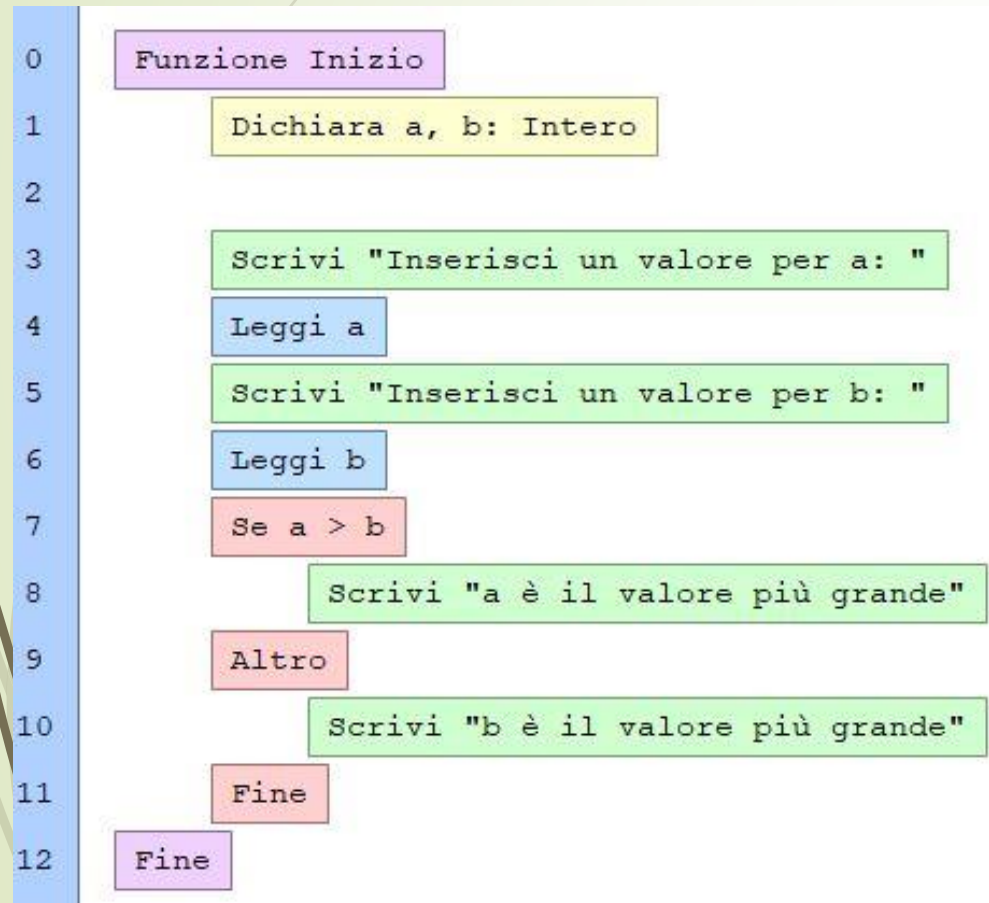 0 Funzione Inizio
1 Dichiara a, b: Intero
2
3 Scrivi "Inserisci un valore per a: "
4 Leggi a
5 Scrivi "Inserisci un valore per b: "
6 Leggi b
7 Se a > b
8 Scrivi "a è il valore più grande"
9 Altro
10 Scrivi "b è il valore più grande"
11 Fine
12 Fine